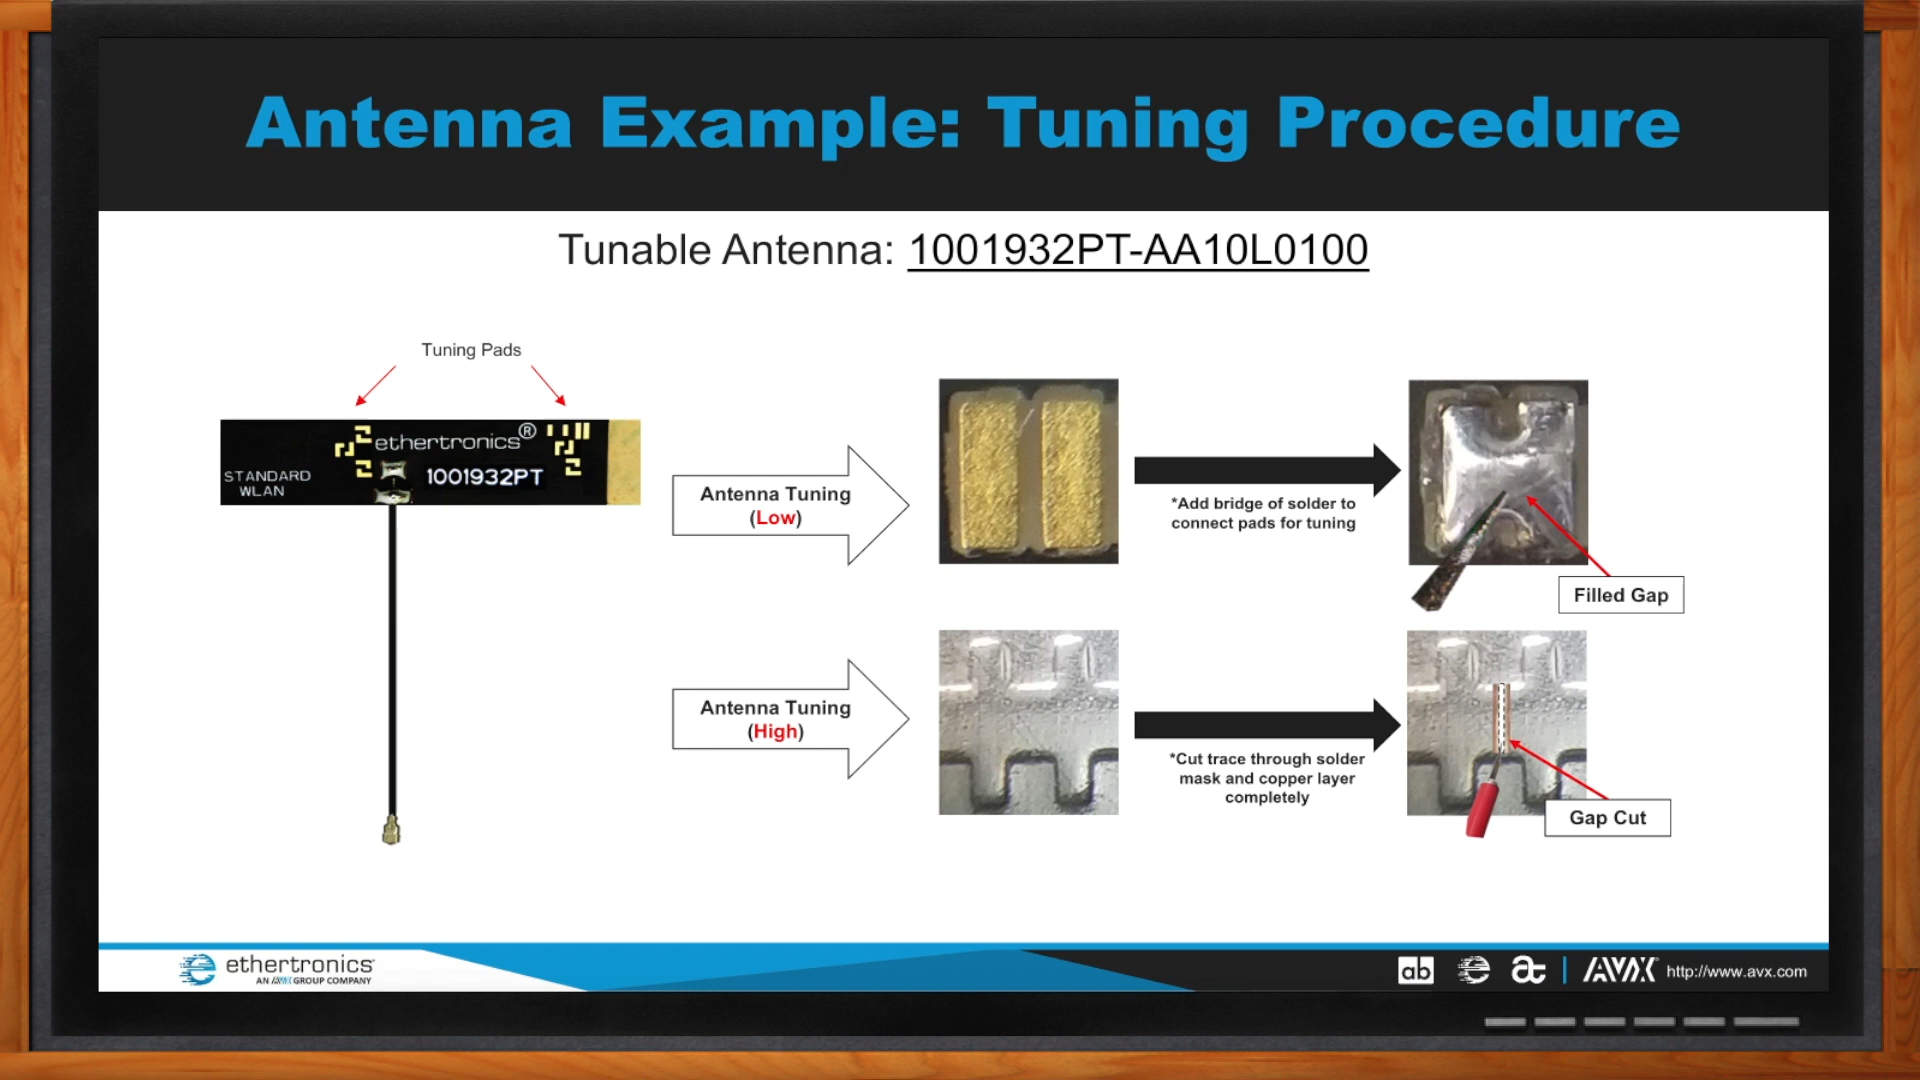 Antenna Example: Tuning Procedure
Tunable Antenna: 1001932PT-AA10L0100
Tuning Pads
ethertronics®
STANDARD
WLAN
1001932PT
Antenna Tuning
(Low)
*Add bridge of solder to
connect pads for tuning
Filled Gap
Antenna Tuning
(High)
*Cut trace through solder
mask and copper layer
completely
Gap Cut
ethertronics
AN AVX GROUP COMPANY
ab
AVX http://www.avx.com